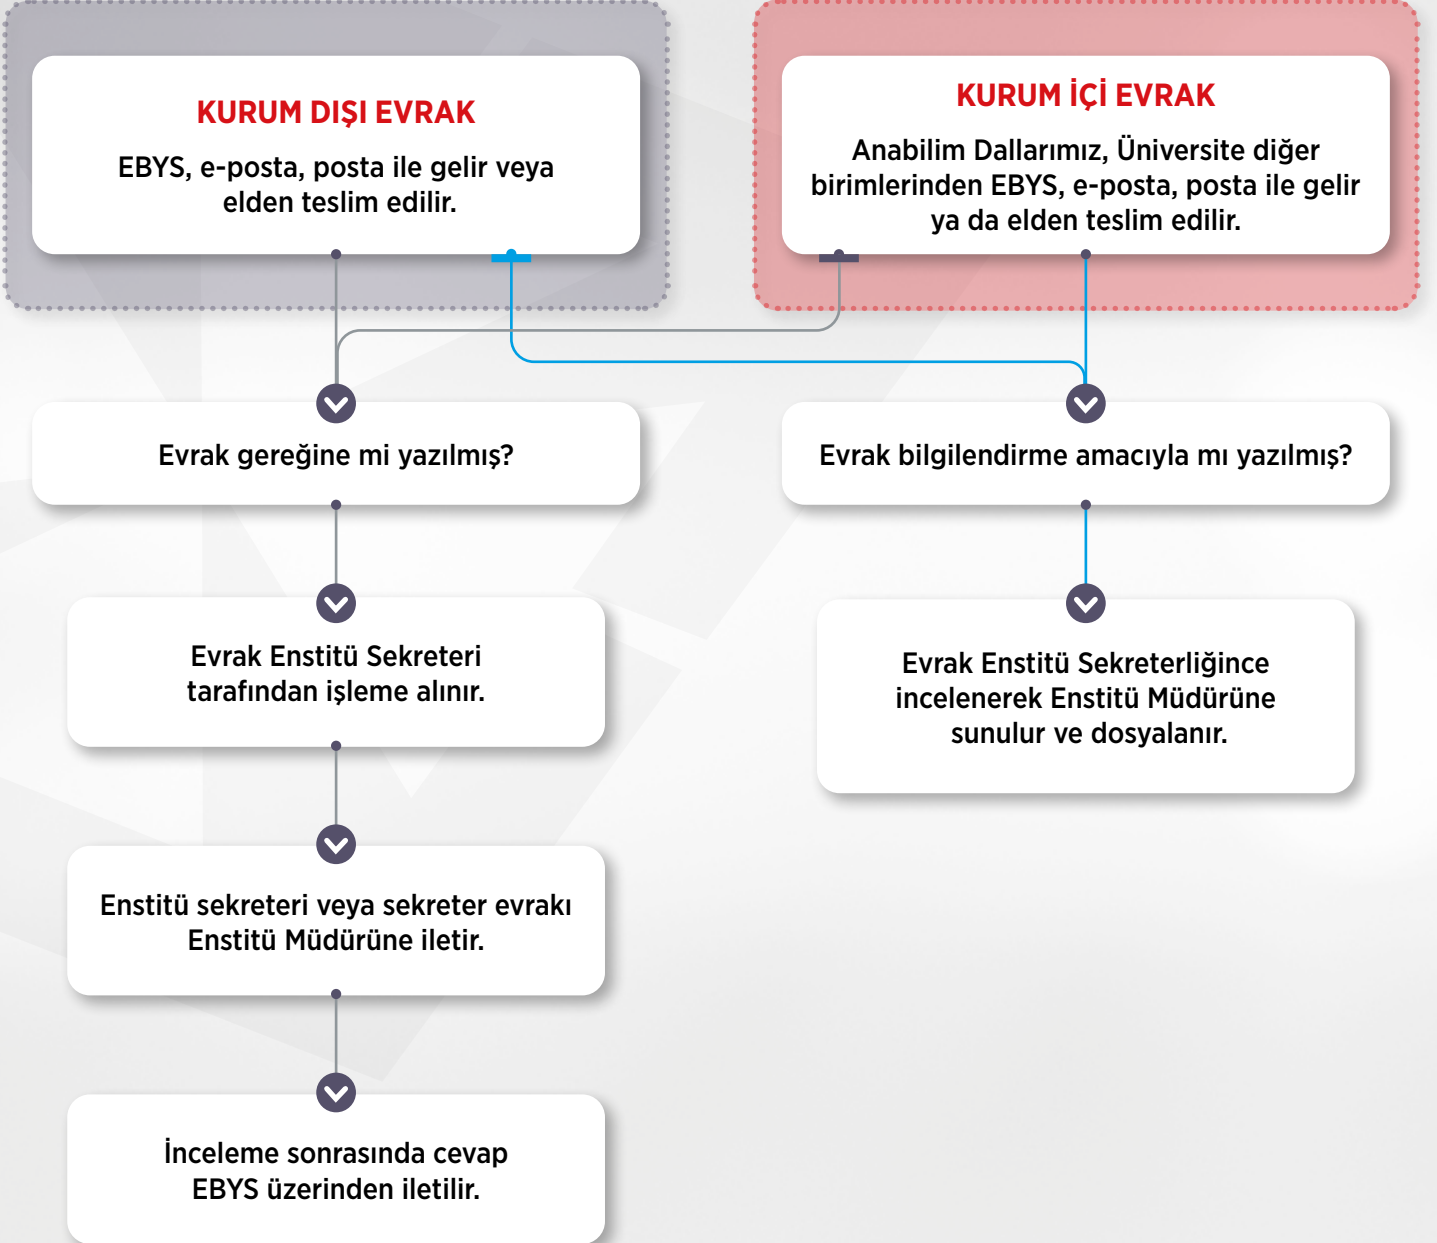 KURUM DIŞI EVRAK
EBYS, e-posta, posta ile gelir veya
elden teslim edilir.
KURUM İÇİ EVRAK
Anabilim Dallarımız, Üniversite diğer
birimlerinden EBYS, e-posta, posta ile gelir
ya da elden teslim edilir.
Evrak gereğine mi yazılmış?
Evrak bilgilendirme amacıyla mı yazılmış?
Evrak Enstitü Sekreteri
tarafından işleme alınır.
Evrak Enstitü Sekreterliğince
incelenerek Enstitü Müdürüne
sunulur ve dosyalanır.
Enstitü sekreteri veya sekreter evrakı
Enstitü Müdürüne iletir.
İnceleme sonrasında cevap
EBYS üzerinden iletilir.